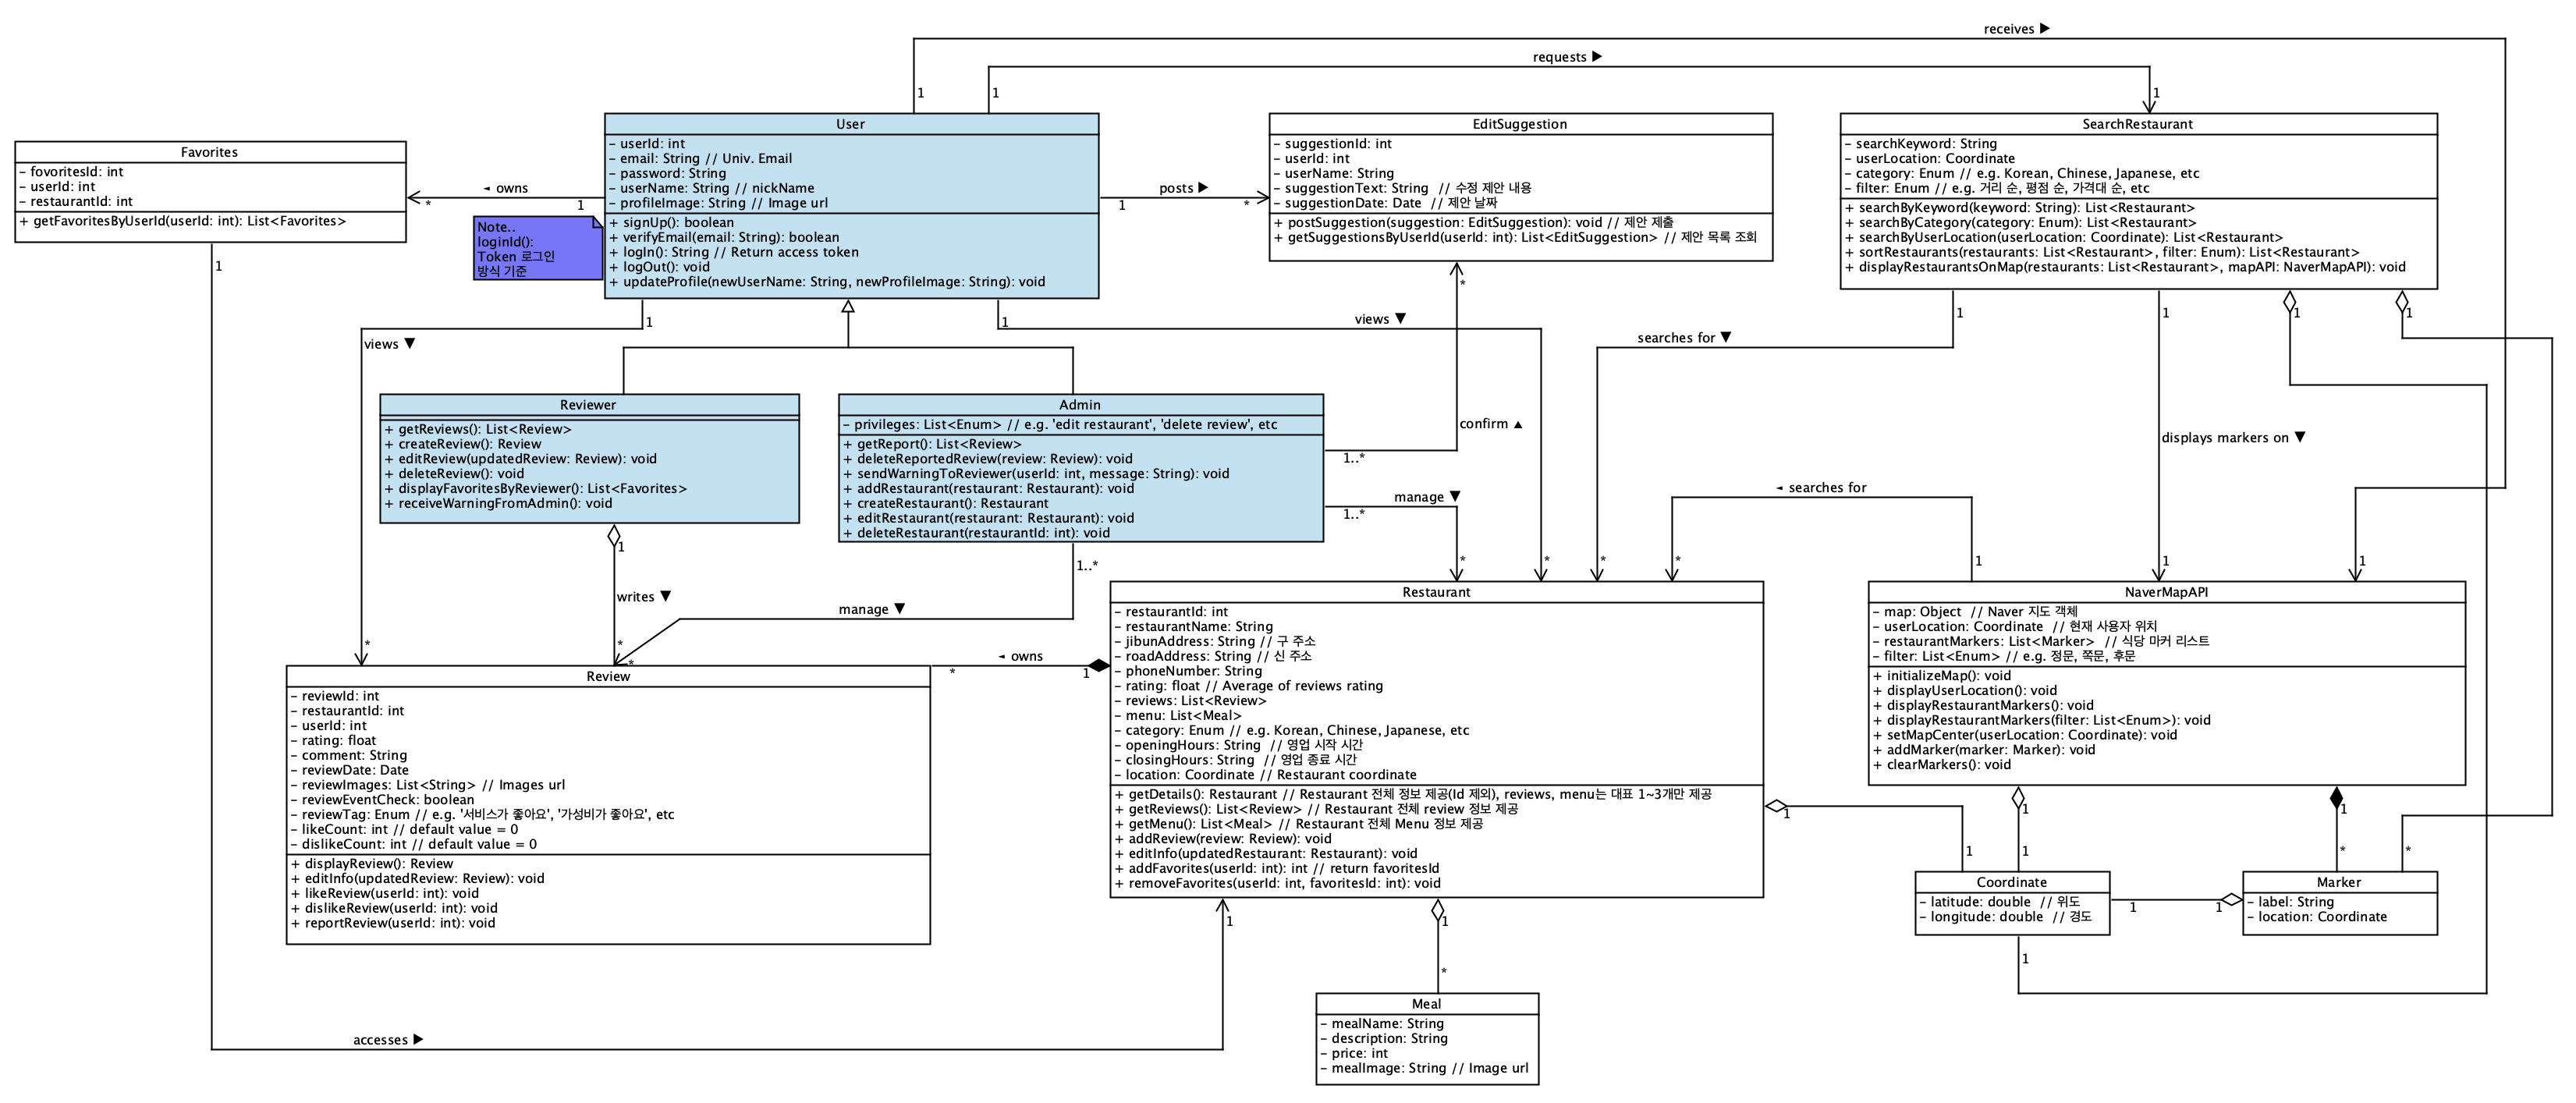 receives ▶
requests ▶
1
1
1
User
- userId: int
- email: String // Univ. Email
- password: String
- userName: String // nickName
- profileImage: String // Image url
+ signUp(): boolean
+ verifyEmail(email: String): boolean
+ logIn(): String // Return access token
+ logOut(): void
+ updateProfile(newUserName: String, newProfileImage: String): void
EditSuggestion
- suggestionId: int
- userId: int
- userName: String
- suggestionText: String // 수정 제안 내용
- suggestionDate: Date // 제안 날짜
+ postSuggestion(suggestion: EditSuggestion): void // 제안 제출
+ getSuggestionsByUserId(userId: int): List<EditSuggestion> // 제안 목록 조회
SearchRestaurant
- searchKeyword: String
- userLocation: Coordinate
- category: Enum // e.g. Korean, Chinese, Japanese, etc
- filter: Enum // e.g. 거리 순, 평점 순, 가격대 순, etc
+ searchByKeyword(keyword: String): List<Restaurant>
+ searchByCategory(category: Enum): List<Restaurant>
+ searchByUserLocation(userLocation: Coordinate): List<Restaurant>
+ sortRestaurants(restaurants: List<Restaurant>, filter: Enum): List<Restaurant>
+ displayRestaurantsOnMap(restaurants: List<Restaurant>, mapAPI: NaverMapAPI): void
Favorites
- fovoritesId: int
- userId: int
- restaurantId: int
+ getFavoritesByUserId(userId: int): List<Favorites>
◄ owns
* 1
posts ▶
1 *
Note..
loginId():
Token 로그인
방식 기준
1
1
views ▼
1
views ▼
*
1
searches for ▼
1
1
1
Reviewer
+ getReviews(): List<Review>
+ createReview(): Review
+ editReview(updatedReview: Review): void
+ deleteReview(): void
+ displayFavoritesByReviewer(): List<Favorites>
+ receiveWarningFromAdmin(): void
Admin
- privileges: List<Enum> // e.g. 'edit restaurant', 'delete review', etc
+ getReport(): List<Review>
+ deleteReportedReview(review: Review): void
+ sendWarningToReviewer(userId: int, message: String): void
+ addRestaurant(restaurant: Restaurant): void
+ createRestaurant(): Restaurant
+ editRestaurant(restaurant: Restaurant): void
+ deleteRestaurant(restaurantId: int): void
confirm ▲
1..*
manage ▼
1..*
displays markers on ▼
◄ searches for
1
writes ▼
1..*
manage ▼
*
*
*
* * * * 1 1 1
◄ owns
* 1
Review
- reviewId: int
- restaurantId: int
- userId: int
- rating: float
- comment: String
- reviewDate: Date
- reviewImages: List<String> // Images url
- reviewEventCheck: boolean
- reviewTag: Enum // e.g. '서비스가 좋아요', '가성비가 좋아요', etc
- likeCount: int // default value = 0
- dislikeCount: int // default value = 0
+ displayReview(): Review
+ editInfo(updatedReview: Review): void
+ likeReview(userId: int): void
+ dislikeReview(userId: int): void
+ reportReview(userId: int): void
Restaurant
- restaurantId: int
- restaurantName: String
- jibunAddress: String // 구 주소
- roadAddress: String // 신 주소
- phoneNumber: String
- rating: float // Average of reviews rating
- reviews: List<Review>
- menu: List<Meal>
- category: Enum // e.g. Korean, Chinese, Japanese, etc
- openingHours: String // 영업 시작 시간
- closingHours: String // 영업 종료 시간
- location: Coordinate // Restaurant coordinate
+ getDetails(): Restaurant // Restaurant 전체 정보 제공(Id 제외), reviews, menu는 대표 1~3개만 제공
+ getReviews(): List<Review> // Restaurant 전체 review 정보 제공
+ getMenu(): List<Meal> // Restaurant 전체 Menu 정보 제공
+ addReview(review: Review): void
+ editInfo(updatedRestaurant: Restaurant): void
+ addFavorites(userId: int): int // return favoritesId
+ removeFavorites(userId: int, favoritesId: int): void
NaverMapAPI
- map: Object // Naver 지도 객체
- userLocation: Coordinate // 현재 사용자 위치
- restaurantMarkers: List<Marker> // 식당 마커 리스트
- filter: List<Enum> // e.g. 정문, 쪽문, 후문
+ initializeMap(): void
+ displayUserLocation(): void
+ displayRestaurantMarkers(): void
+ displayRestaurantMarkers(filter: List<Enum>): void
+ setMapCenter(userLocation: Coordinate): void
+ addMarker(marker: Marker): void
+ clearMarkers(): void
1
1
1
1
1
*
*
Coordinate
- latitude: double // 위도
- longitude: double // 경도
Marker
- label: String
- location: Coordinate
1 1
1
1
1
*
Meal
- mealName: String
- description: String
- price: int
- mealImage: String // Image url
accesses ▶